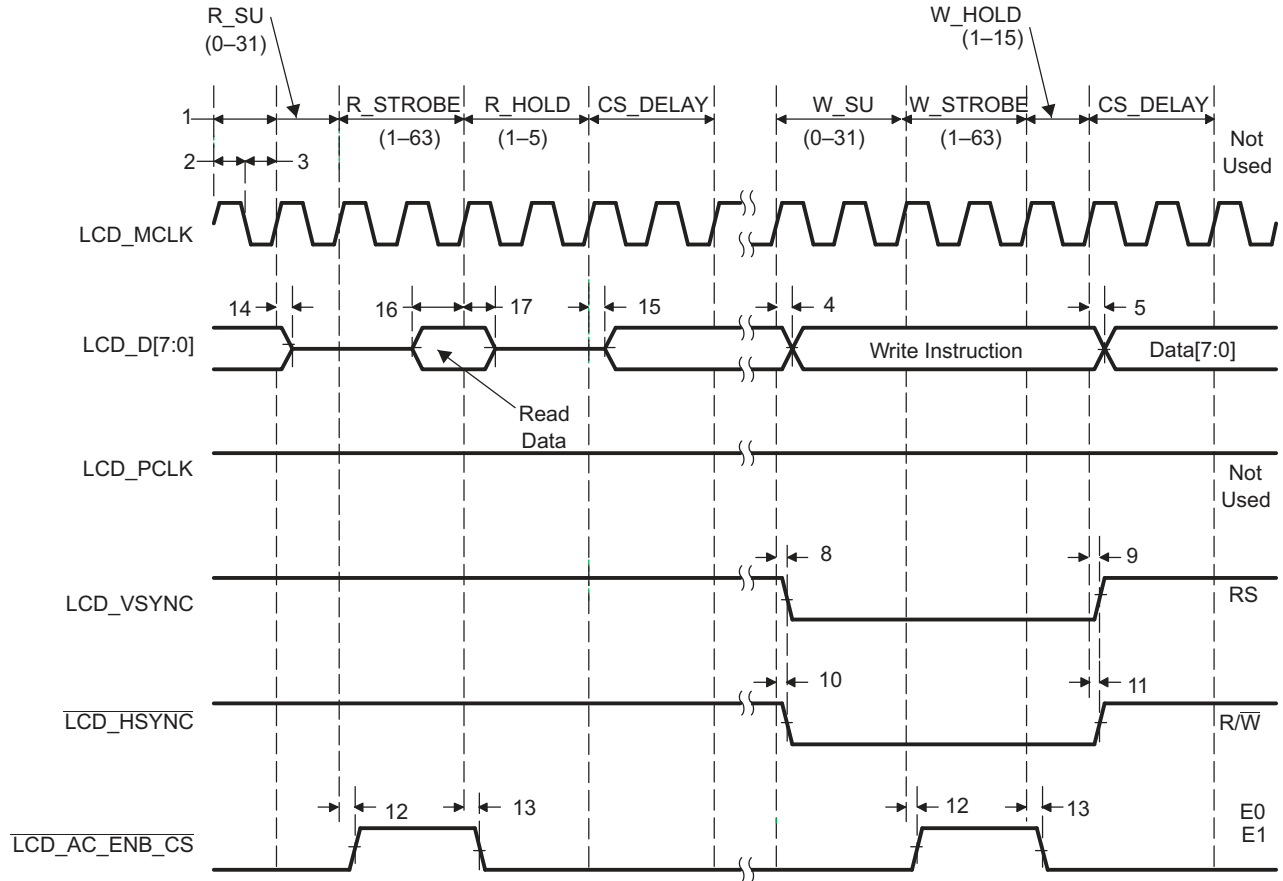 R_SU
(0–31)
W_HOLD
(1–15)
1
R_STROBE
R_HOLD
CS_DELAY
W_SU
W_STROBE
CS_DELAY
(1–63)
(1–5)
(0–31)
(1–63)
Not
Used
2
3
LCD_MCLK
14
16
17
15
4
5
LCD_D[7:0]
Write Instruction
Data[7:0]
Read
Data
LCD_PCLK
Not
Used
8
9
LCD_VSYNC
RS
10
11
LCD_HSYNC
R/W
12
13
12
13
E0
E1
LCD_AC_ENB_CS